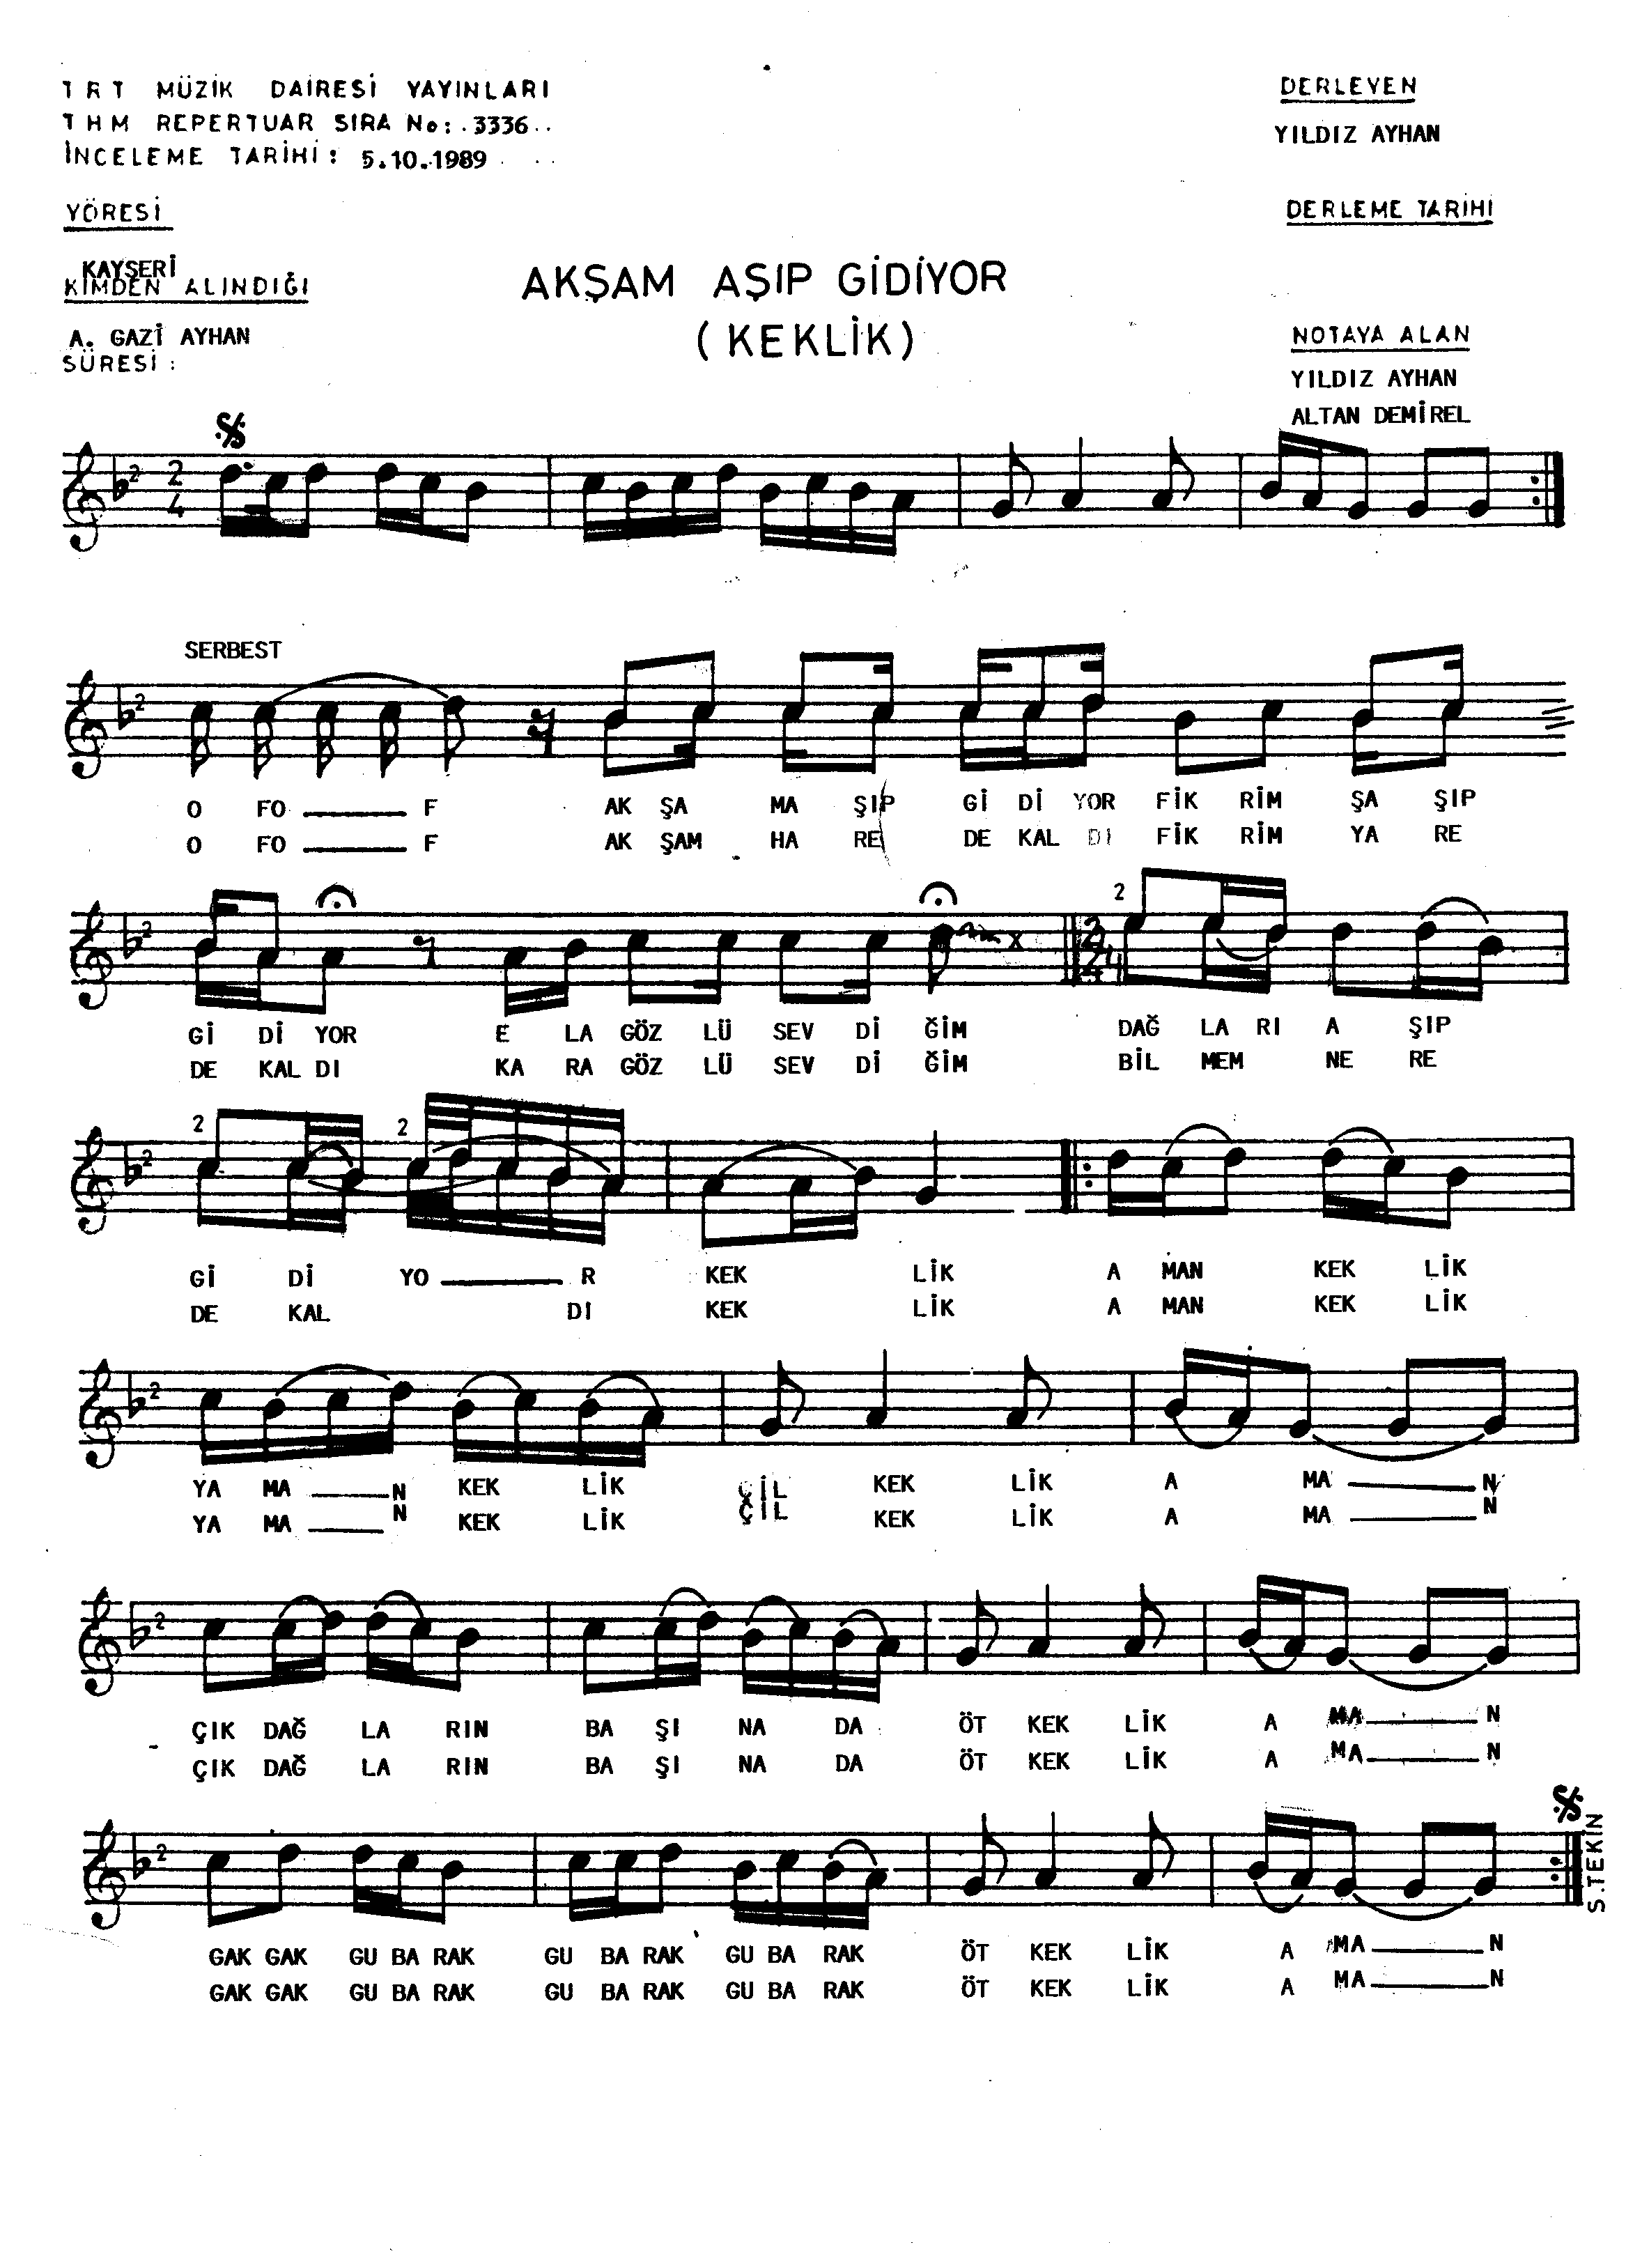 TRT MÜZİK DAİRESİ YAYINLARI
THM REPERTUAR SIRA No: 3336
İNCELEME TARİHİ: 5.10.1989
YÖRESİ
KAYSERİ
KİMDEN ALINDIĞI
A. GAZİ AYHAN
SÜRESİ :
DERLEYEN
YILDIZ AYHAN
DERLEME TARİHİ
NOTAYA ALAN
YILDIZ AYHAN
ALTAN DEMİREL
AKŞAM AŞIP GİDİYOR
(KEKLİK)
2
2
4
SERBEST
2
O FO F AK ŞA MA ŞIP Gİ Dİ YOR FİK RİM ŞA ŞIP
O FO F AK ŞAM HA RE DE KAL DI FİK RİM YA RE
2
x
2
4
2
Gİ Dİ YOR E LA GÖZ LÜ SEV Dİ ĞİM DAĞ LA RI A ŞIP
DE KAL DI KA RA GÖZ LÜ SEV Dİ ĞİM BİL MEM NE RE
2
2
2
Gİ Dİ YO R KEK LİK A MAN KEK LİK
DE KAL DI KEK LİK A MAN KEK LİK
2
YA MA N KEK LİK ÇİL KEK LİK A MA N
YA MA N KEK LİK ÇİL KEK LİK A MA N
2
ÇIK DAĞ LA RIN BA ŞI NA DA ÖT KEK LİK A MA N
ÇIK DAĞ LA RIN BA ŞI NA DA ÖT KEK LİK A MA N
2
GAK GAK GU BA RAK GU BA RAK GU BA RAK ÖT KEK LİK A MA N
GAK GAK GU BA RAK GU BA RAK GU BA RAK ÖT KEK LİK A MA N
S.TEKİN